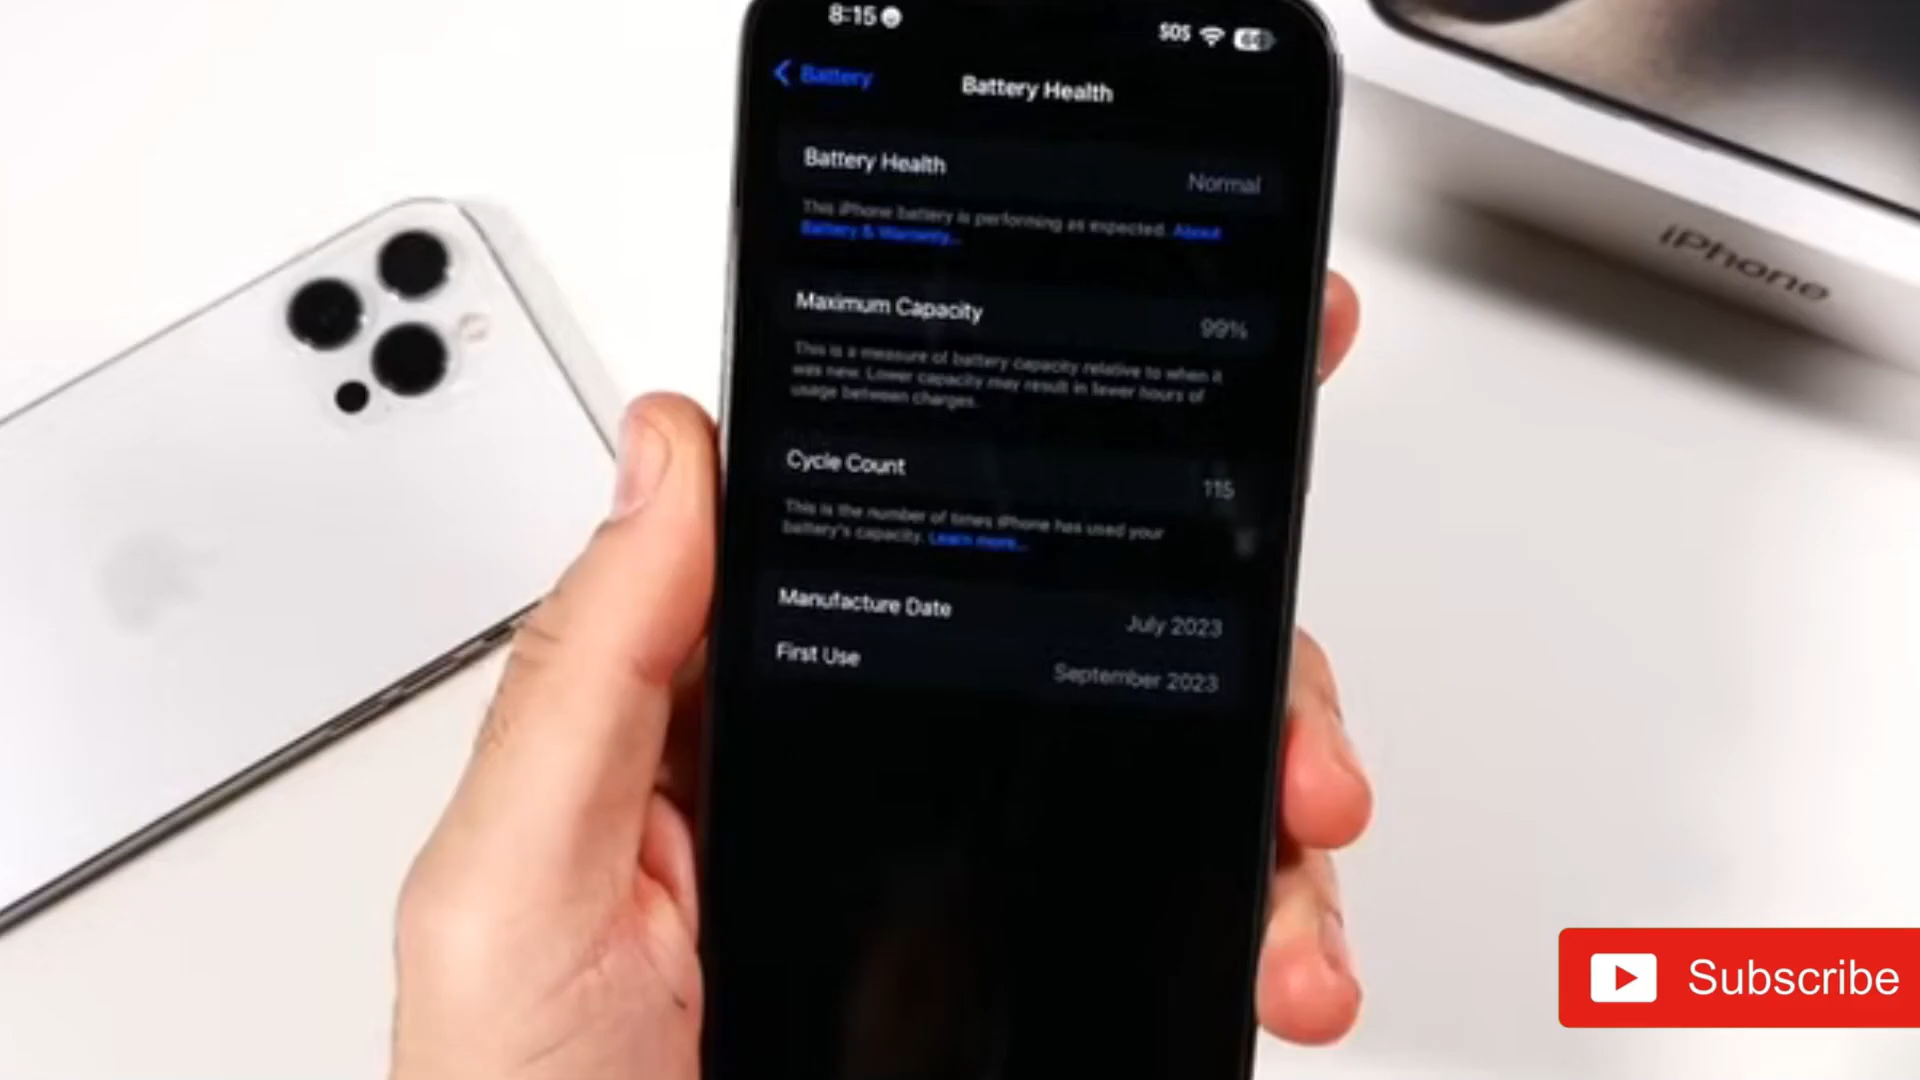 8:15
SOS
Battery
Battery Health
Battery Health
Normal
This iPhone battery is performing as expected. About
Battery & Warranty...
Maximum Capacity
99%
This is a measure of battery capacity relative to when it
was new. Lower capacity may result in fewer hours of
usage between charges.
Cycle Count
115
This is the number of times iPhone has used your
battery's capacity. Learn more...
Manufacture Date
July 2023
First Use
September 2023
iPhone
Subscribe